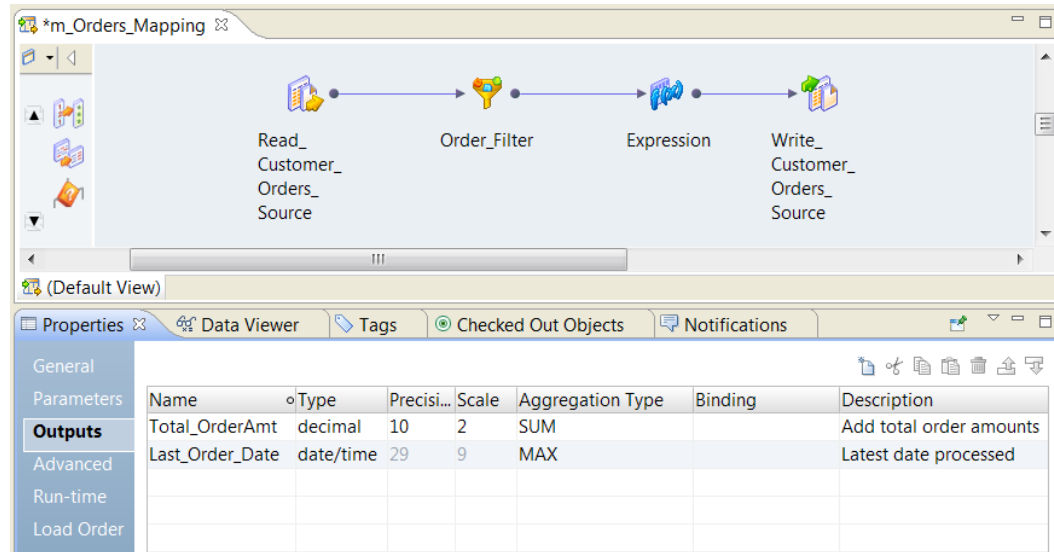 *m_Orders_Mapping
Read_ Order_Filter Expression Write_
Customer_ Customer_
Orders_ Orders_
Source Source
(Default View)
Properties Data Viewer Tags Checked Out Objects Notifications
General
Parameters
Outputs
Advanced
Run-time
Load Order
Name Type Precisi... Scale Aggregation Type Binding Description
Total_OrderAmt decimal 10 2 SUM Add total order amounts
Last_Order_Date date/time 29 9 MAX Latest date processed